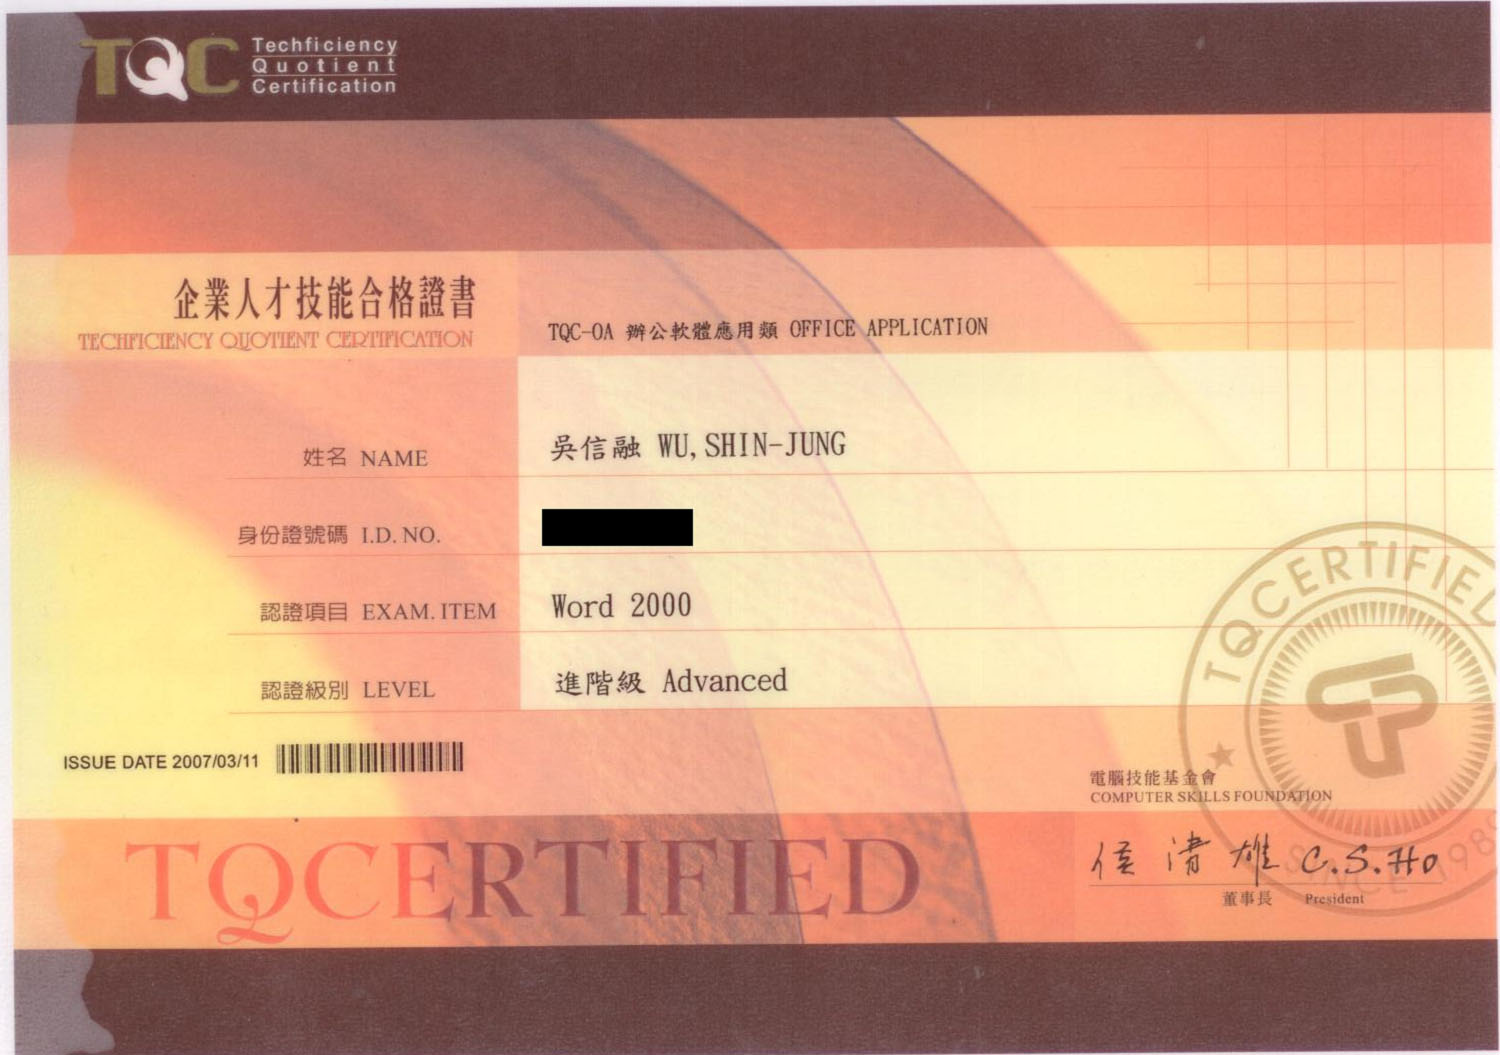 TQC
Techficiency
Quotient
Certification
企業人才技能合格證書
TECHFICIENCY QUOTIENT CERTIFICATION
TQC-OA 辦公軟體應用類 OFFICE APPLICATION
姓名 NAME 吳信融 WU, SHIN-JUNG
身份證號碼 I.D. NO.
認證項目 EXAM. ITEM Word 2000
認證級別 LEVEL 進階級 Advanced
ISSUE DATE 2007/03/11
TQCERTIFIED
SINCE 1989
電腦技能基金會
COMPUTER SKILLS FOUNDATION
侯清雄 C.S.Ho
董事長 President
TQCERTIFIED